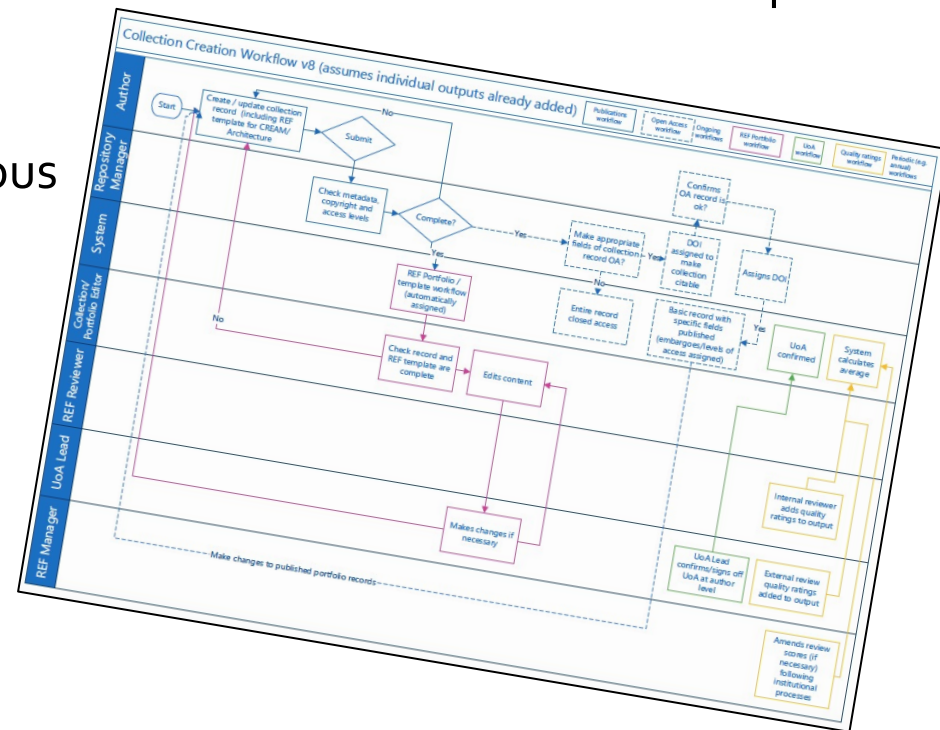 ous
Collection Creation Workflow v8 (assumes individual outputs already added)
Publications
workflow
Open Access
workflow
Ongoing
workflows
REF Portfolio
workflow
UoA
workflow
Quality ratings
workflow
Periodic (e.g.
annual)
workflows
Author
Repository
Manager
System
Collection/
Portfolio Editor
REF Reviewer
UoA Lead
REF Manager
Start
Create / update collection
record (including REF
template for CREAM/
Architecture
Submit
No
Check metadata,
copyright and
access levels
Complete?
Yes
Yes
Make appropriate
fields of collection
record OA?
Yes
No
Confirms
OA record is
ok?
DOI
assigned to
make
collection
citable
Assigns DOI
Yes
REF Portfolio /
template workflow
(automatically
assigned)
Entire record
closed access
Basic record with
specific fields
published
(embargoes/levels of
access assigned)
UoA
confirmed
System
calculates
average
No
Check record and
REF template are
complete
Edits content
Makes changes if
necessary
Internal reviewer
adds quality
ratings to output
UoA Lead
confirms/signs off
UoA at author
level
External review
quality ratings
added to output
Make changes to published portfolio records
Amends review
scores (if
necessary)
following
institutional
processes